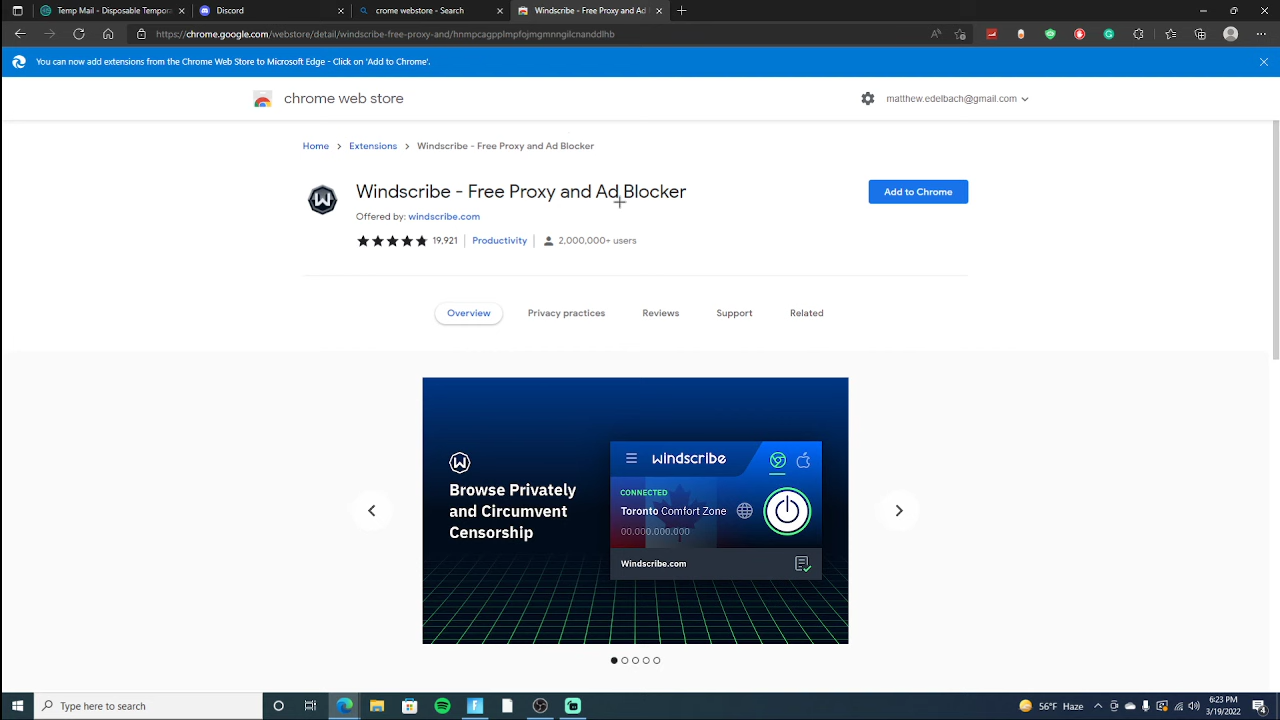 Temp Mail - Disposable Temporar
Discord
crome web - Search
Windscribe - Free Proxy and Ad
https://chrome.google.com/webstore/detail/windscribe-free-proxy-and/hnmpcagpplmpfojmgmnngilcnanddlhb
You can now add extensions from the Chrome Web Store to Microsoft Edge - Click on 'Add to Chrome'.
chrome web store
matthew.edelbach@gmail.com
Home > Extensions > Windscribe - Free Proxy and Ad Blocker
Windscribe - Free Proxy and Ad Blocker
Add to Chrome
Offered by: windscribe.com
19,921 | Productivity | 2,000,000+ users
Overview
Privacy practices
Reviews
Support
Related
Browse Privately
and Circumvent
Censorship
windscribe
CONNECTED
Toronto Comfort Zone
00.000.000.000
Windscribe.com
Type here to search
56°F Haze
6:23 PM
3/19/2022